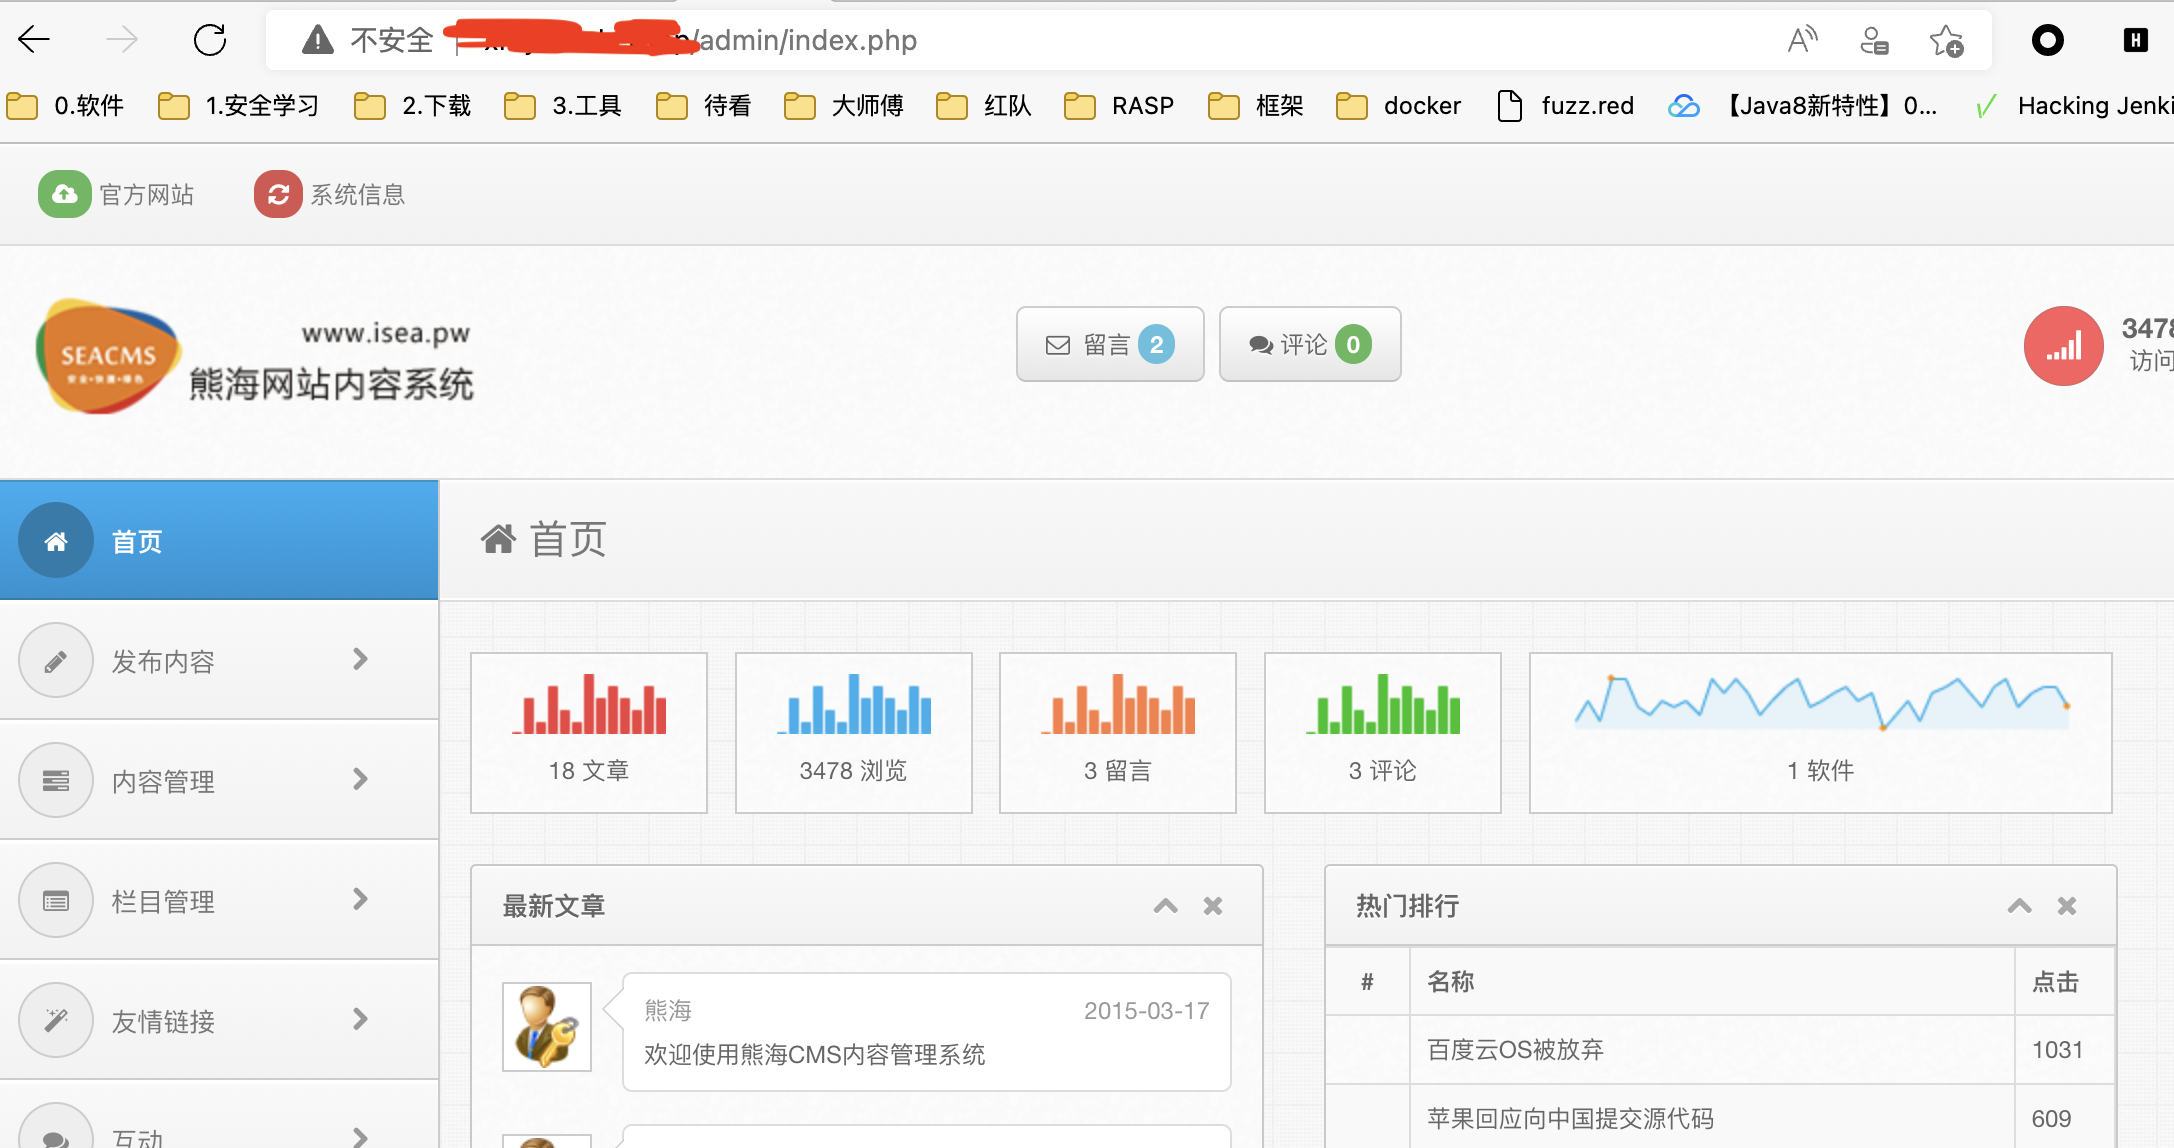 不安全 /admin/index.php
0.软件 1.安全学习 2.下载 3.工具 待看 大师傅 红队 RASP 框架 docker fuzz.red 【Java8新特性】0... Hacking Jenki
官方网站 系统信息
www.isea.pw
SEACMS
熊海网站内容系统
留言 2 评论 0
3478
访问
首页
首页
发布内容
内容管理
栏目管理
友情链接
互动
18 文章
3478 浏览
3 留言
3 评论
1 软件
最新文章
熊海 2015-03-17
欢迎使用熊海CMS内容管理系统
热门排行
# 名称 点击
百度云OS被放弃 1031
苹果回应向中国提交源代码 609